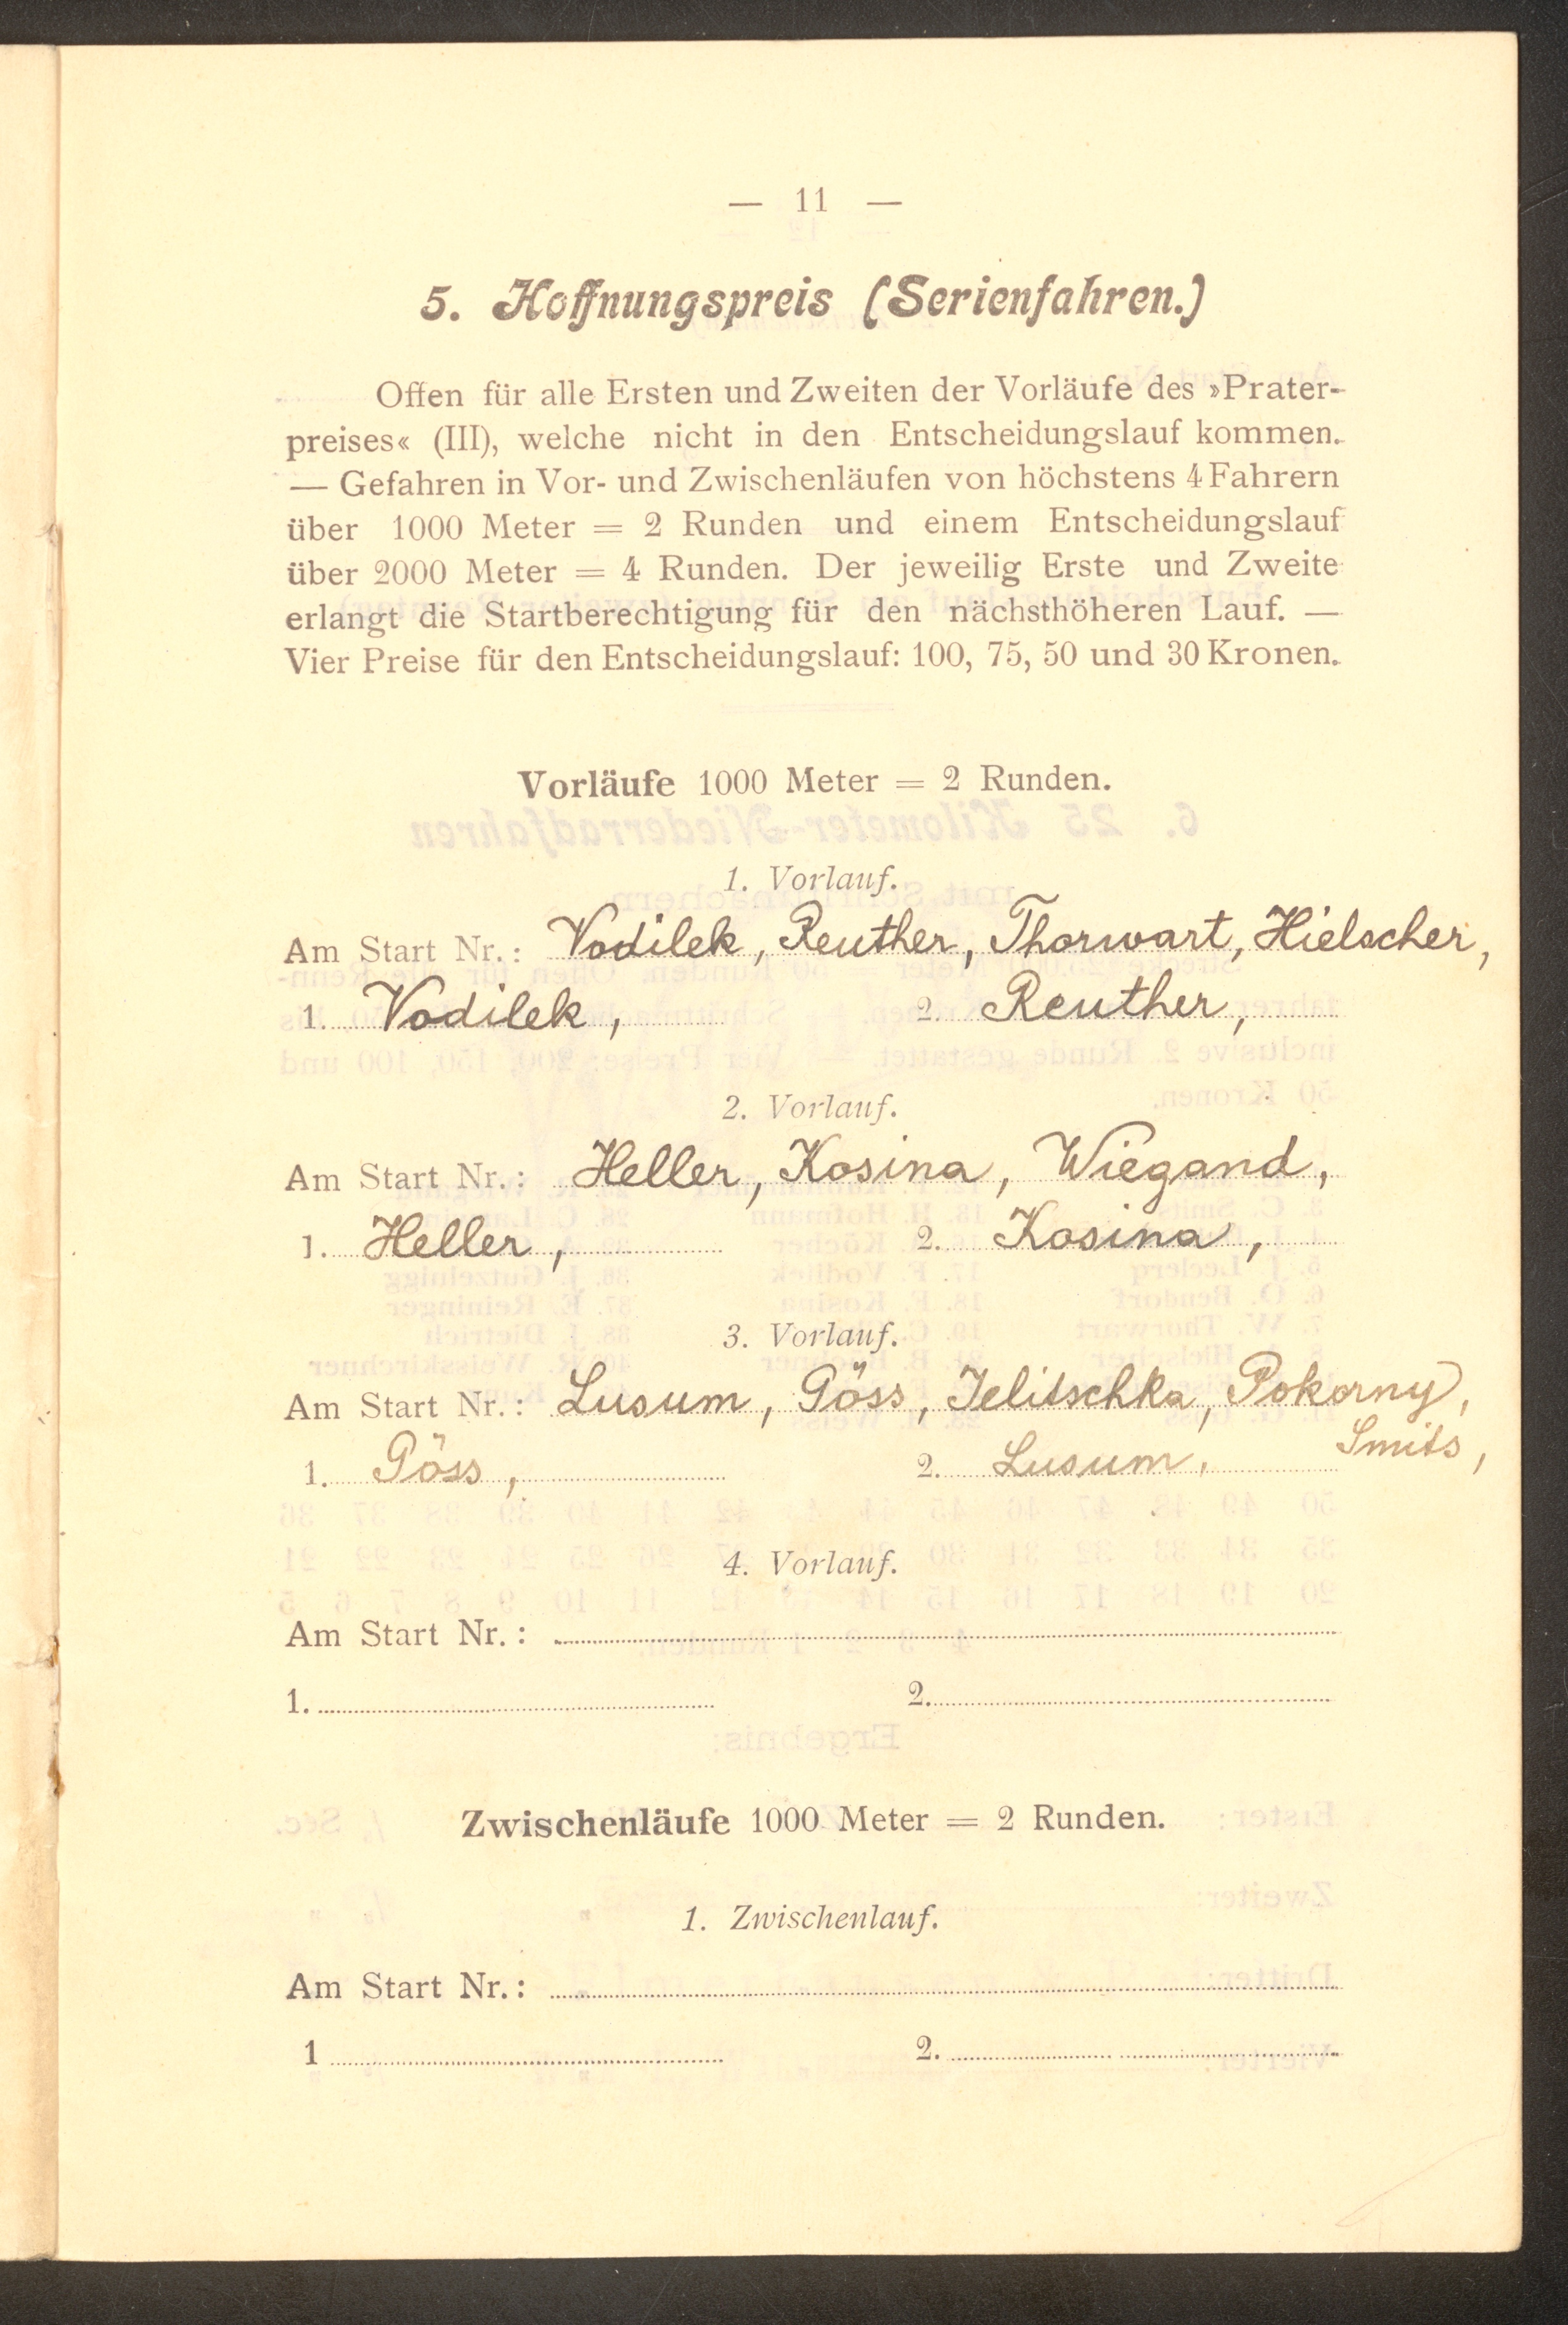 — 11 —
5. Hoffnungspreis (Serienfahren.)
Offen für alle Ersten und Zweiten der Vorläufe des »Prater-
preises« (III), welche nicht in den Entscheidungslauf kommen.
— Gefahren in Vor- und Zwischenläufen von höchstens 4 Fahrern
über 1000 Meter = 2 Runden und einem Entscheidungslauf
über 2000 Meter = 4 Runden. Der jeweilig Erste und Zweite
erlangt die Startberechtigung für den nächsthöheren Lauf. —
Vier Preise für den Entscheidungslauf: 100, 75, 50 und 30 Kronen.
Vorläufe 1000 Meter = 2 Runden.
1. Vorlauf.
Am Start Nr.: Vodilek, Reuther, Thorwart, Hielscher,
1. Vodilek, 2. Reuther,
2. Vorlauf.
Am Start Nr.: Heller, Kosina, Wiegand,
1. Heller, 2. Kosina,
3. Vorlauf.
Am Start Nr.: Lusum, Göss, Jelitschka, Pokorny,
Smits,
1. Göss, 2. Lusum,
4. Vorlauf.
Am Start Nr.:
1. 2.
Zwischenläufe 1000 Meter = 2 Runden.
1. Zwischenlauf.
Am Start Nr.:
1 2.